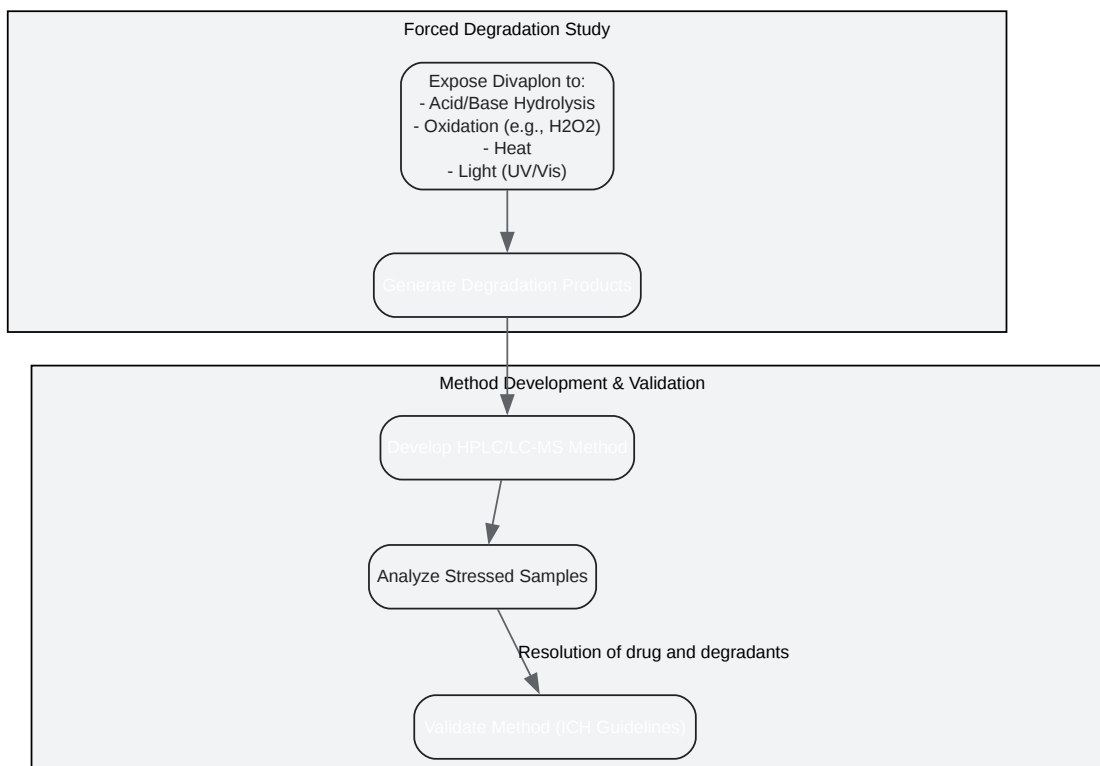 Forced Degradation Study
Expose Divaplon to:
- Acid/Base Hydrolysis
- Oxidation (e.g., H2O2)
- Heat
- Light (UV/Vis)
Generate Degradation Products
Method Development & Validation
Develop HPLC/LC-MS Method
Analyze Stressed Samples
Resolution of drug and degradants
Validate Method (ICH Guidelines)